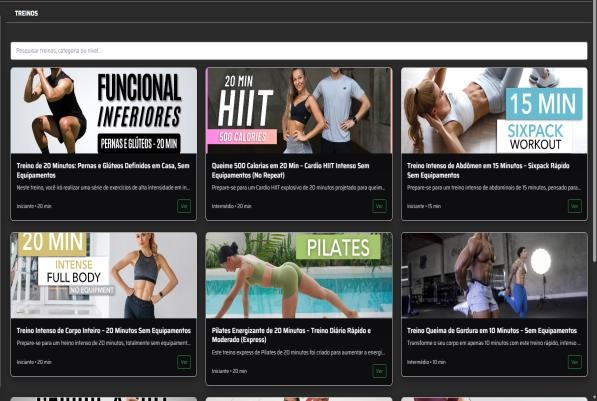 TREINOS
Pesquisar treinos, categoria ou nível...
FUNCIONAL
INFERIORES
PERNAS E GLÚTEOS - 20 MIN
Treino de 20 Minutos: Pernas e Glúteos Definidos em Casa, Sem
Equipamentos
Neste treino, você irá realizar uma série de exercícios de alta intensidade em in...
Iniciante • 20 min
Ver
20 MIN
HIIT
500 CALORIES
Queime 500 Calorias em 20 Min – Cardio HIIT Intenso Sem
Equipamentos (No Repeat)
Prepare-se para um Cardio HIIT explosivo de 20 minutos projetado para queim...
Intermédio • 20 min
Ver
15 MIN
SIXPACK
WORKOUT
Treino Intenso de Abdômen em 15 Minutos – Sixpack Rápido
Sem Equipamentos
Prepare-se para um treino intenso de abdominais de 15 minutos, pensado para...
Iniciante • 15 min
Ver
20 MIN
INTENSE
FULL BODY
NO EQUIPMENT
Treino Intenso de Corpo Inteiro – 20 Minutos Sem Equipamentos
Prepare-se para um treino intenso de 20 minutos, totalmente sem equipament...
Iniciante • 20 min
Ver
PILATES
Pilates Energizante de 20 Minutos – Treino Diário Rápido e
Moderado (Express)
Este treino express de Pilates de 20 minutos foi criado para aumentar a energi...
Iniciante • 20 min
Ver
Treino Queima de Gordura em 10 Minutos – Sem Equipamentos
Transforme o seu corpo em apenas 10 minutos com este treino rápido, intenso ...
Intermédio • 10 min
Ver